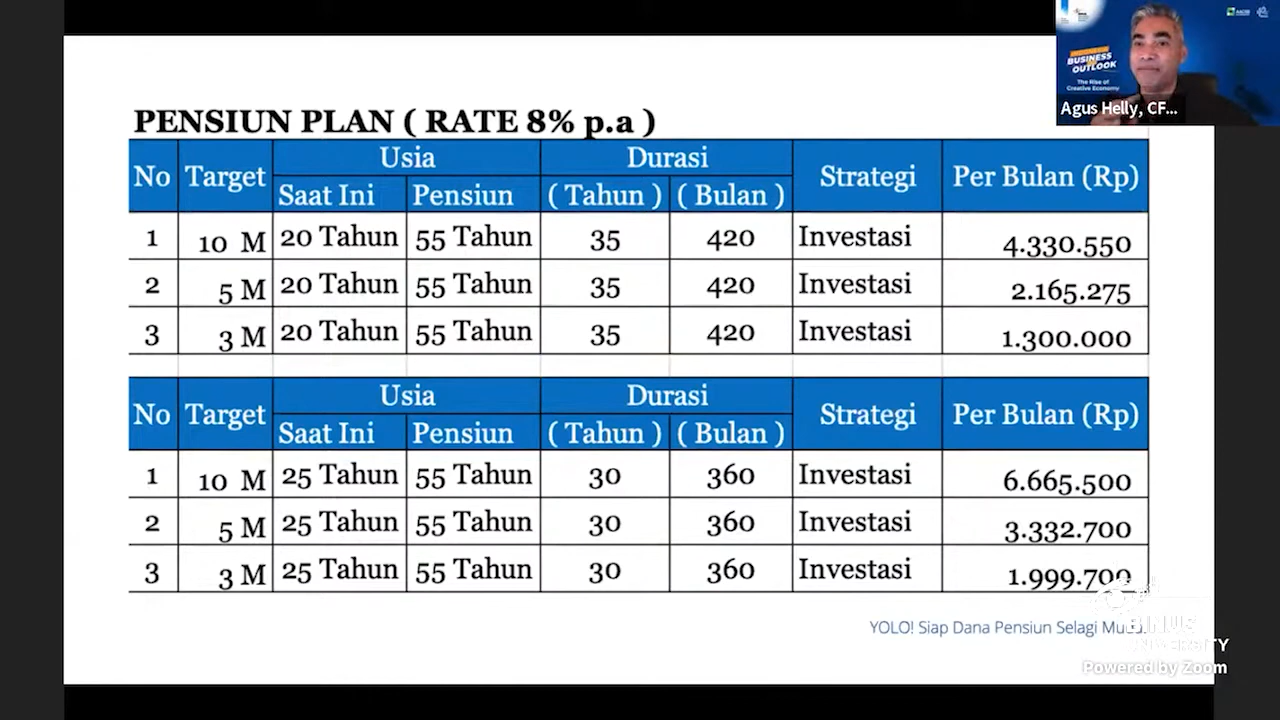 INDONESIA
BUSINESS
OUTLOOK
The Rise of
Creative Economy
Agus Helly, CF...
PENSIUN PLAN ( RATE 8% p.a )
No Target Usia Durasi Strategi Per Bulan (Rp)
Saat Ini Pensiun ( Tahun ) ( Bulan )
1 10 M 20 Tahun 55 Tahun 35 420 Investasi 4.330.550
2 5 M 20 Tahun 55 Tahun 35 420 Investasi 2.165.275
3 3 M 20 Tahun 55 Tahun 35 420 Investasi 1.300.000
No Target Usia Durasi Strategi Per Bulan (Rp)
Saat Ini Pensiun ( Tahun ) ( Bulan )
1 10 M 25 Tahun 55 Tahun 30 360 Investasi 6.665.500
2 5 M 25 Tahun 55 Tahun 30 360 Investasi 3.332.700
3 3 M 25 Tahun 55 Tahun 30 360 Investasi 1.999.700
YOLO! Siap Dana Pensiun Selagi
BINUS
UNIVERSITY
Powered by Zoom